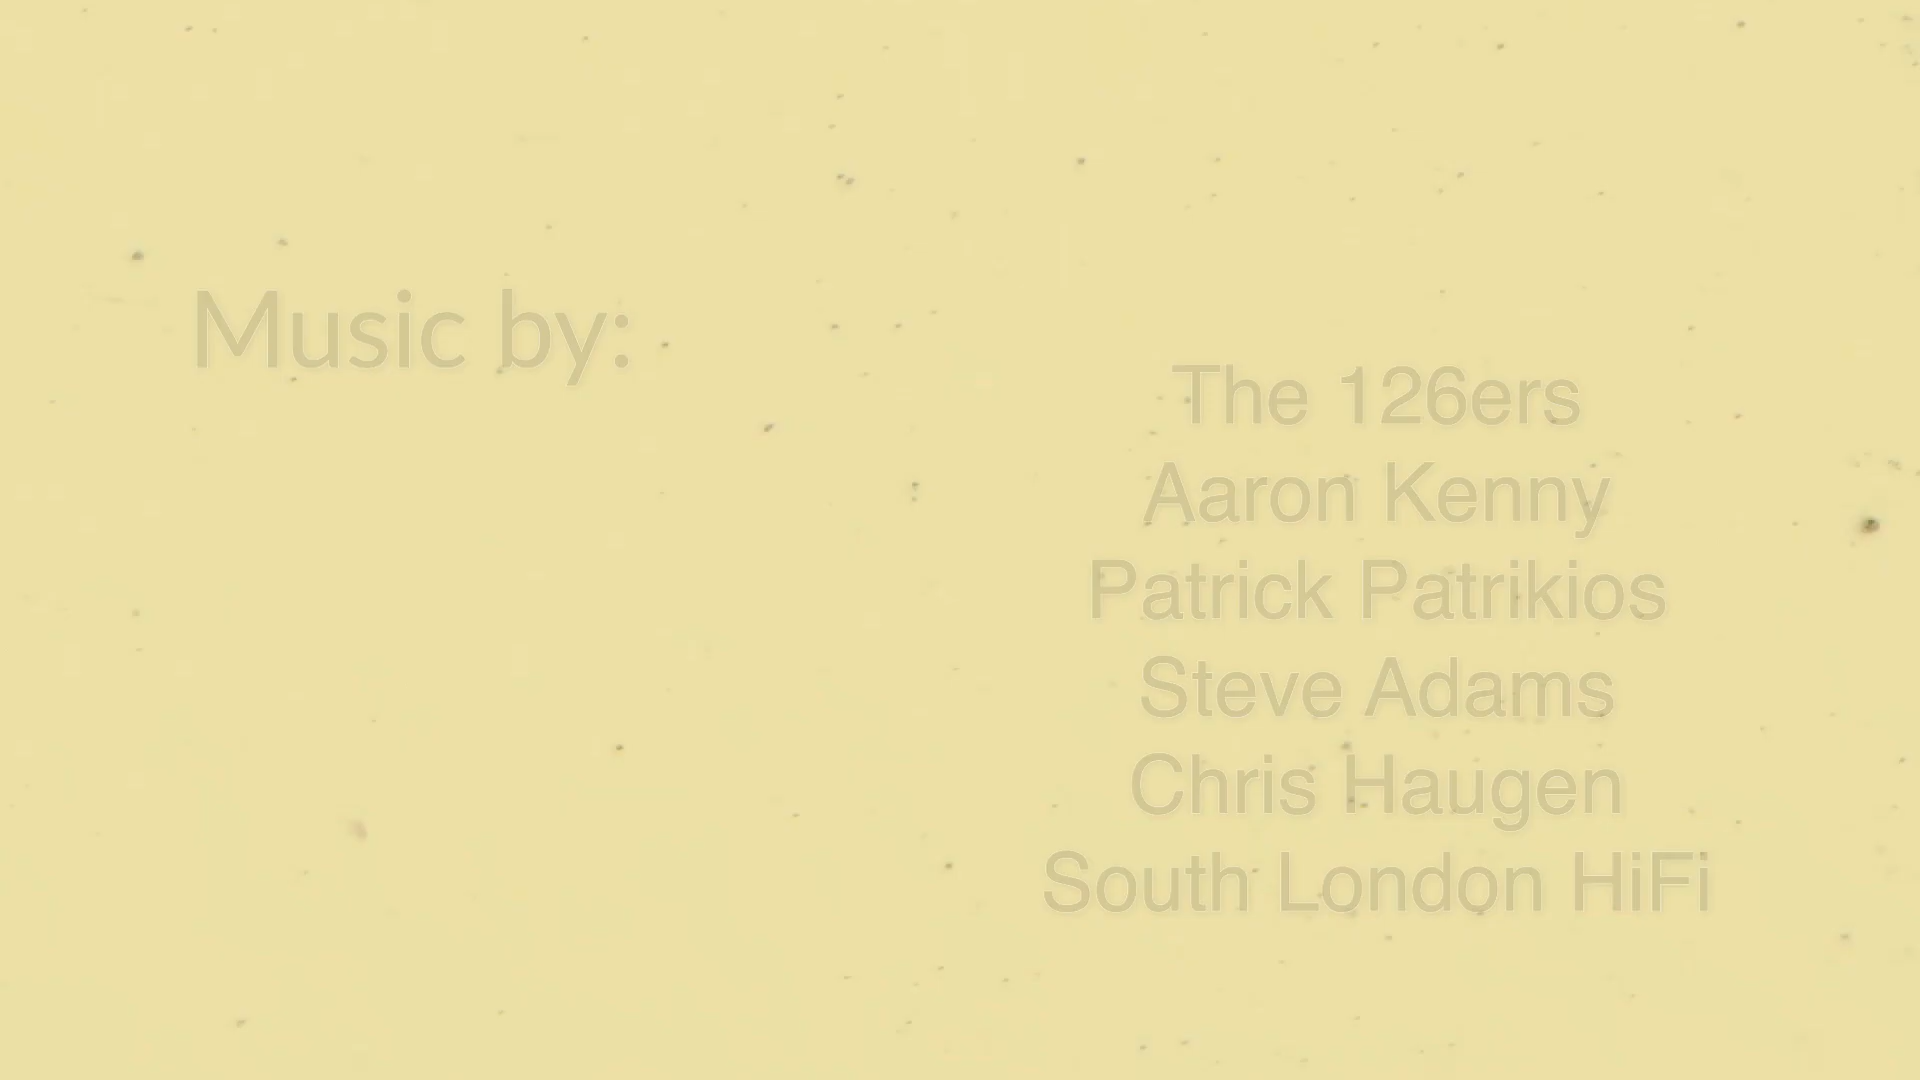 Music by:
The 126ers
Aaron Kenny
Patrick Patrikios
Steve Adams
Chris Haugen
South London HiFi